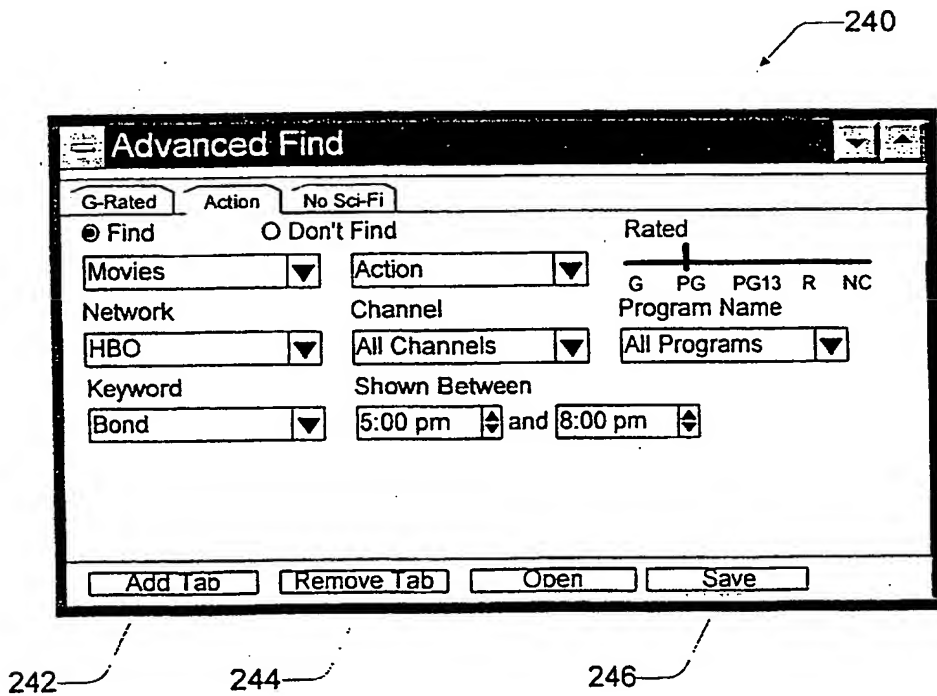 240
Advanced Find
G-Rated Action No Sci-Fi
Find Don't Find Rated
Movies Action
G PG PG13 R NC
Network Channel Program Name
HBO All Channels All Programs
Keyword Shown Between
Bond 5:00 pm and 8:00 pm
Add Tab Remove Tab Open Save
242 244 246